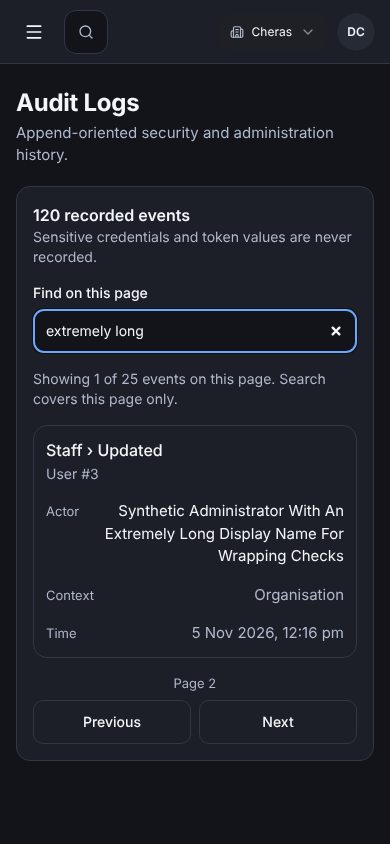 Cheras
DC
Audit Logs
Append-oriented security and administration
history.
120 recorded events
Sensitive credentials and token values are never
recorded.
Find on this page
extremely long
Showing 1 of 25 events on this page. Search
covers this page only.
Staff › Updated
User #3
Actor Synthetic Administrator With An
Extremely Long Display Name For
Wrapping Checks
Context Organisation
Time 5 Nov 2026, 12:16 pm
Page 2
Previous Next